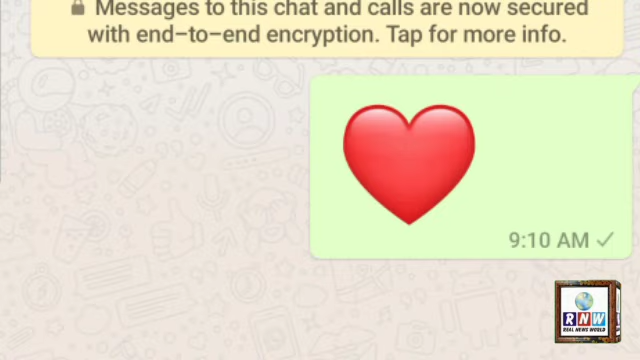 Messages to this chat and calls are now secured
with end-to-end encryption. Tap for more info.
9:10 AM
RNW
REAL NEWS WORLD